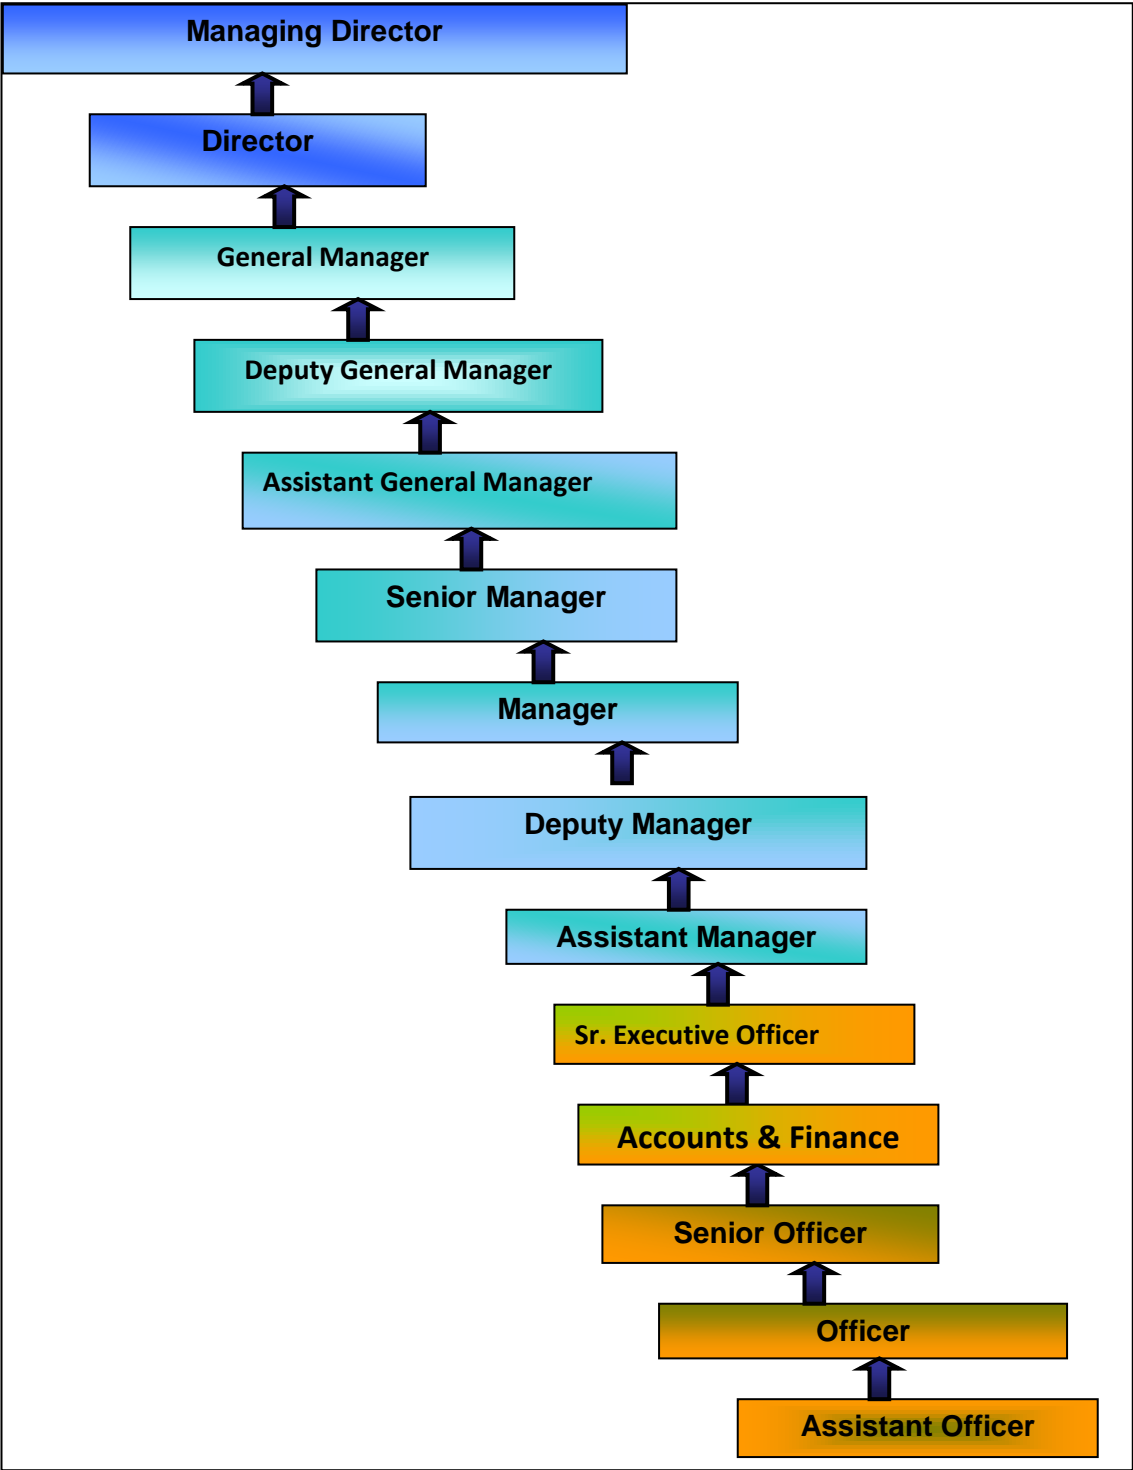 Managing Director
Director
General Manager
Deputy General Manager
Assistant General Manager
Senior Manager
Manager
Deputy Manager
Assistant Manager
Sr. Executive Officer
Accounts & Finance
Senior Officer
Officer
Assistant Officer